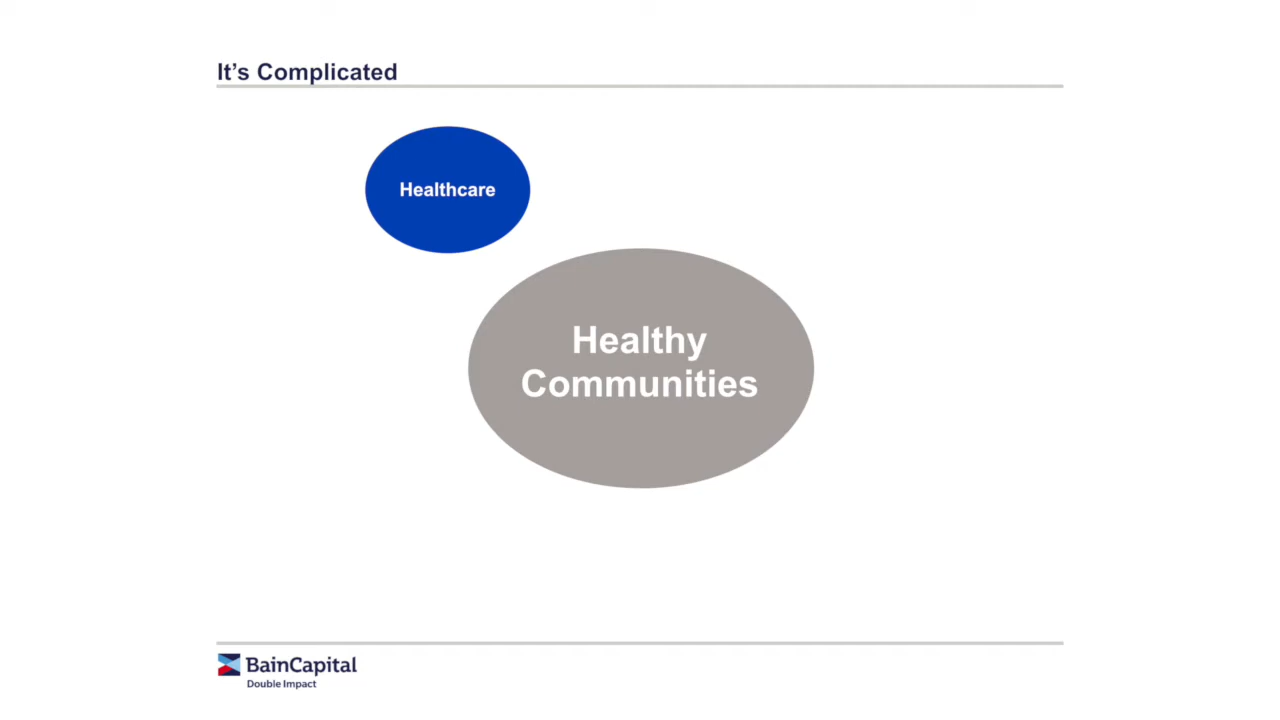 It’s Complicated
Healthcare
Healthy
Communities
BainCapital
Double Impact